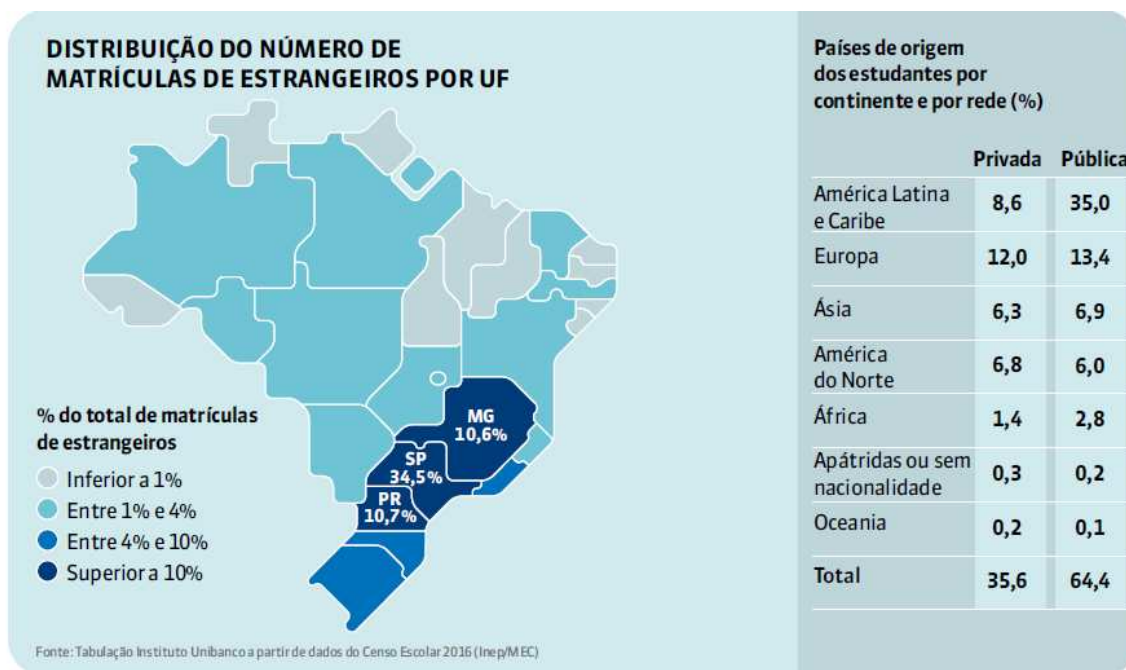 DISTRIBUIÇÃO DO NÚMERO DE
MATRÍCULAS DE ESTRANGEIROS POR UF
MG
10,6%
SP
34,5%
PR
10,7%
% do total de matrículas
de estrangeiros
Inferior a 1%
Entre 1% e 4%
Entre 4% e 10%
Superior a 10%
Fonte: Tabulação Instituto Unibanco a partir de dados do Censo Escolar 2016 (Inep/MEC)
Países de origem
dos estudantes por
continente e por rede (%)
Privada Pública
América Latina
e Caribe 8,6 35,0
Europa 12,0 13,4
Ásia 6,3 6,9
América
do Norte 6,8 6,0
África 1,4 2,8
Apátridas ou sem
nacionalidade 0,3 0,2
Oceania 0,2 0,1
Total 35,6 64,4